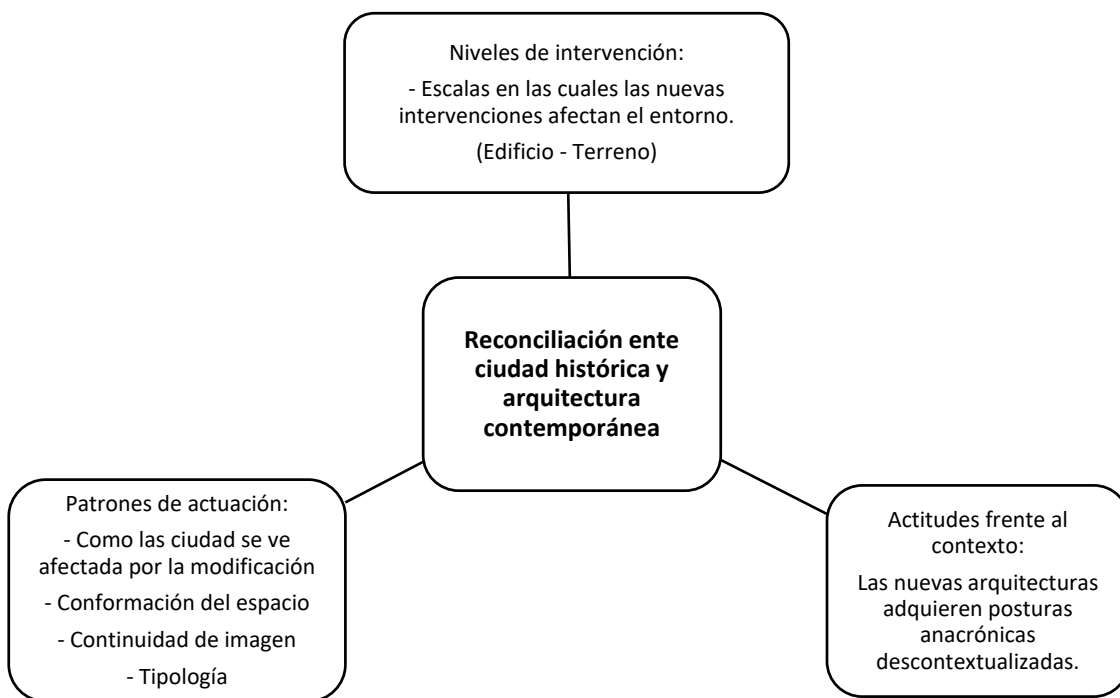 Niveles de intervención:
- Escalas en las cuales las nuevas
intervenciones afectan el entorno.
(Edificio - Terreno)
Reconciliación ente
ciudad histórica y
arquitectura
contemporánea
Patrones de actuación:
- Como las ciudad se ve
afectada por la modificación
- Conformación del espacio
- Continuidad de imagen
- Tipología
Actitudes frente al
contexto:
Las nuevas arquitecturas
adquieren posturas
anacrónicas
descontextualizadas.